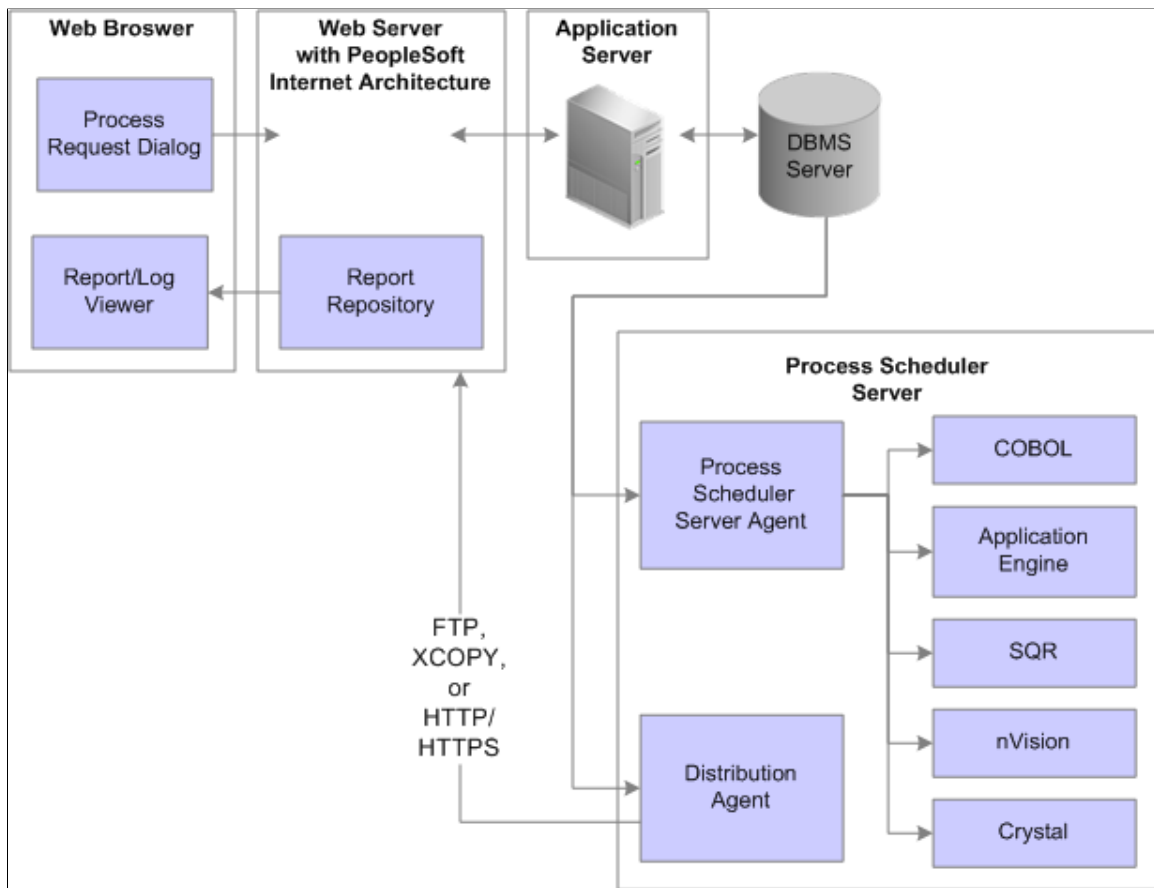 Web Broswer
Process
Request Dialog
Report/Log
Viewer
Web Server
with PeopleSoft
Internet Architecture
Report
Repository
Application
Server
DBMS
Server
Process Scheduler
Server
Process
Scheduler
Server Agent
COBOL
Application
Engine
SQR
nVision
Crystal
Distribution
Agent
FTP,
XCOPY,
or
HTTP/
HTTPS